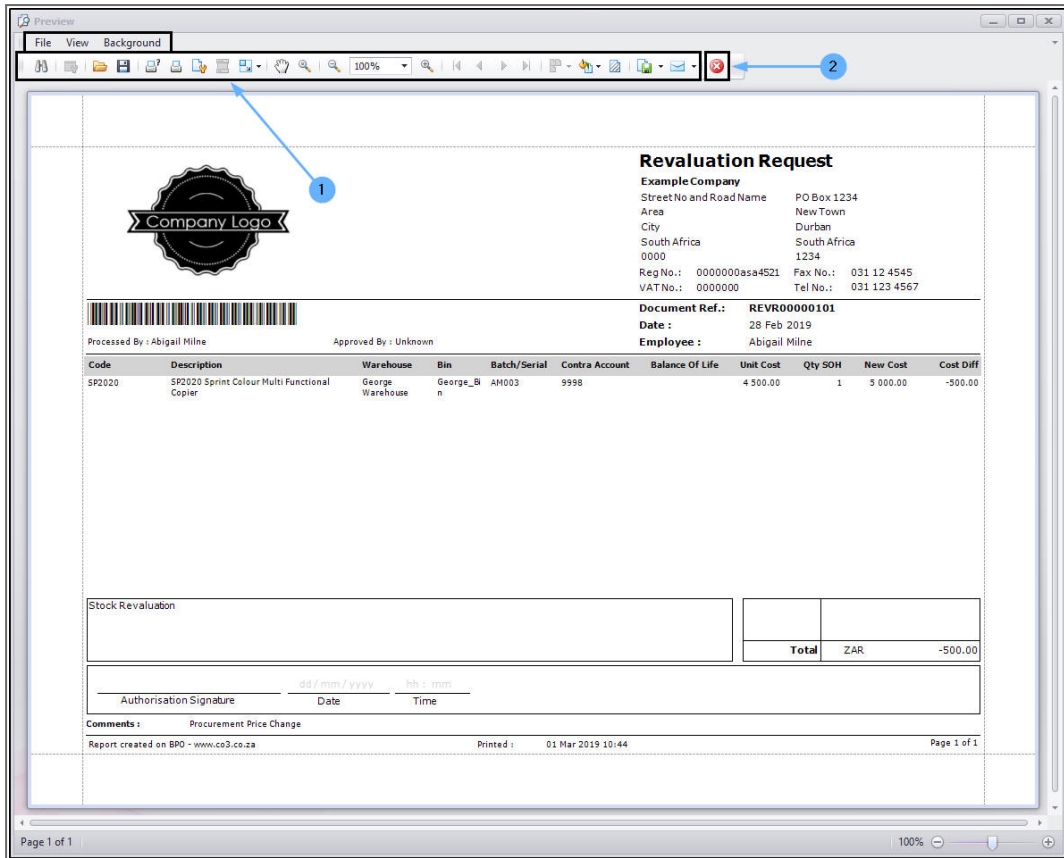 Preview
File View Background
100%
2
1
Company Logo
Revaluation Request
Example Company
Street No and Road Name PO Box 1234
Area New Town
City Durban
South Africa South Africa
0000 1234
Reg No.: 0000000asa4521 Fax No.: 031 12 4545
VAT No.: 0000000 Tel No.: 031 123 4567
Document Ref.: REVR00000101
Date : 28 Feb 2019
Employee : Abigail Milne
Processed By : Abigail Milne Approved By : Unknown
Code Description Warehouse Bin Batch/Serial Contra Account Balance Of Life Unit Cost Qty SOH New Cost Cost Diff
SP2020 SP2020 Sprint Colour Multi Functional George George_Bi AM003 9998 4 500.00 1 5 000.00 -500.00
Copier Warehouse n
Stock Revaluation
Total ZAR -500.00
dd / mm / yyyy hh : mm
Authorisation Signature Date Time
Comments : Procurement Price Change
Report created on BPO - www.co3.co.za Printed : 01 Mar 2019 10:44 Page 1 of 1
Page 1 of 1 100%